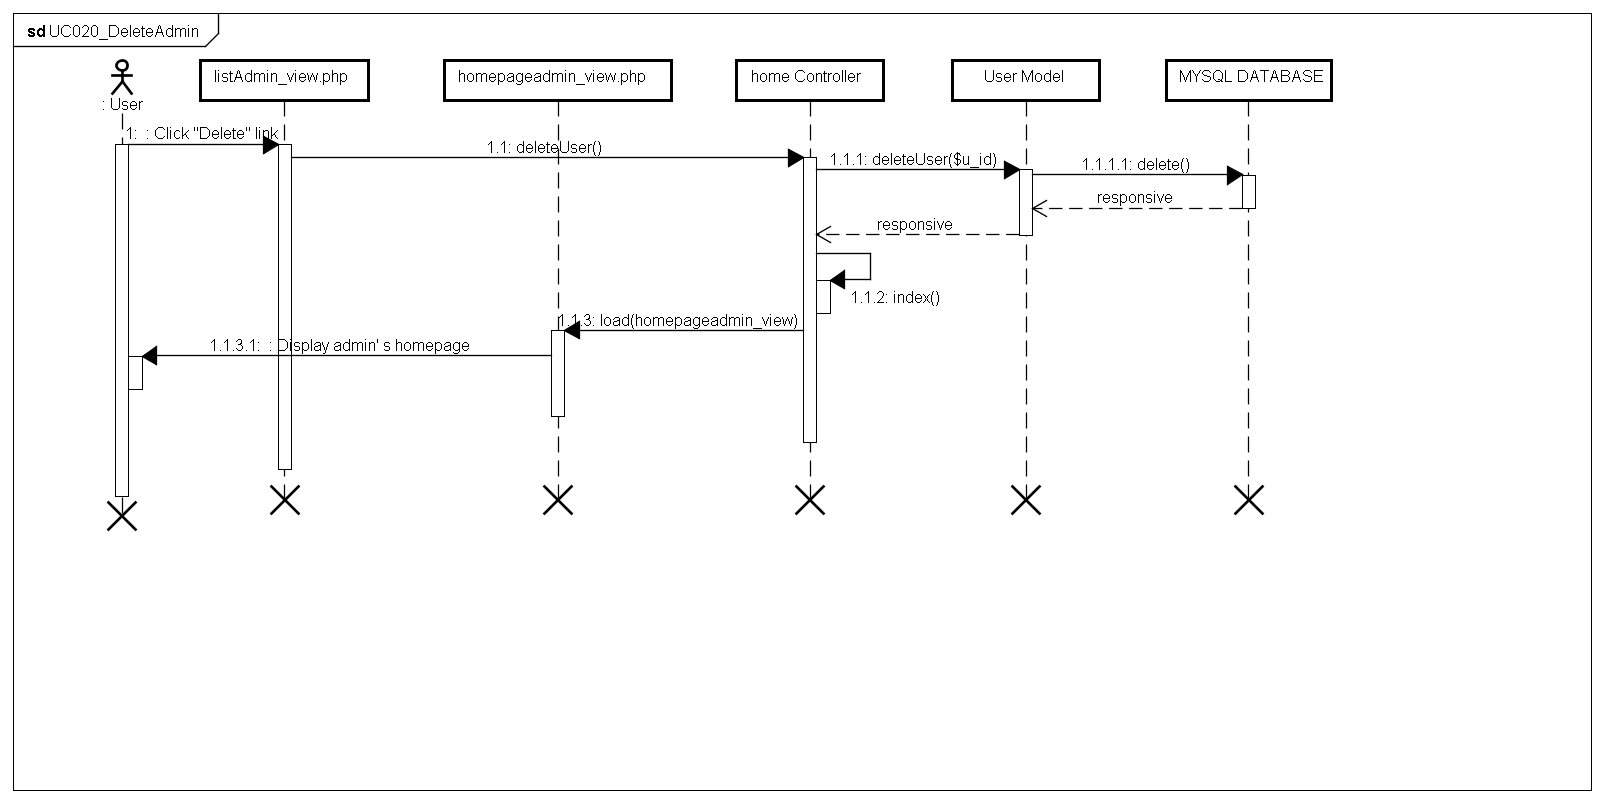 sd UC020_DeleteAdmin
: User
listAdmin_view.php
homepageadmin_view.php
home Controller
User Model
MYSQL DATABASE
1: : Click "Delete" link
1.1: deleteUser()
1.1.1: deleteUser($u_id)
1.1.1.1: delete()
responsive
responsive
1.1.2: index()
1.1.3: load(homepageadmin_view)
1.1.3.1: : Display admin' s homepage